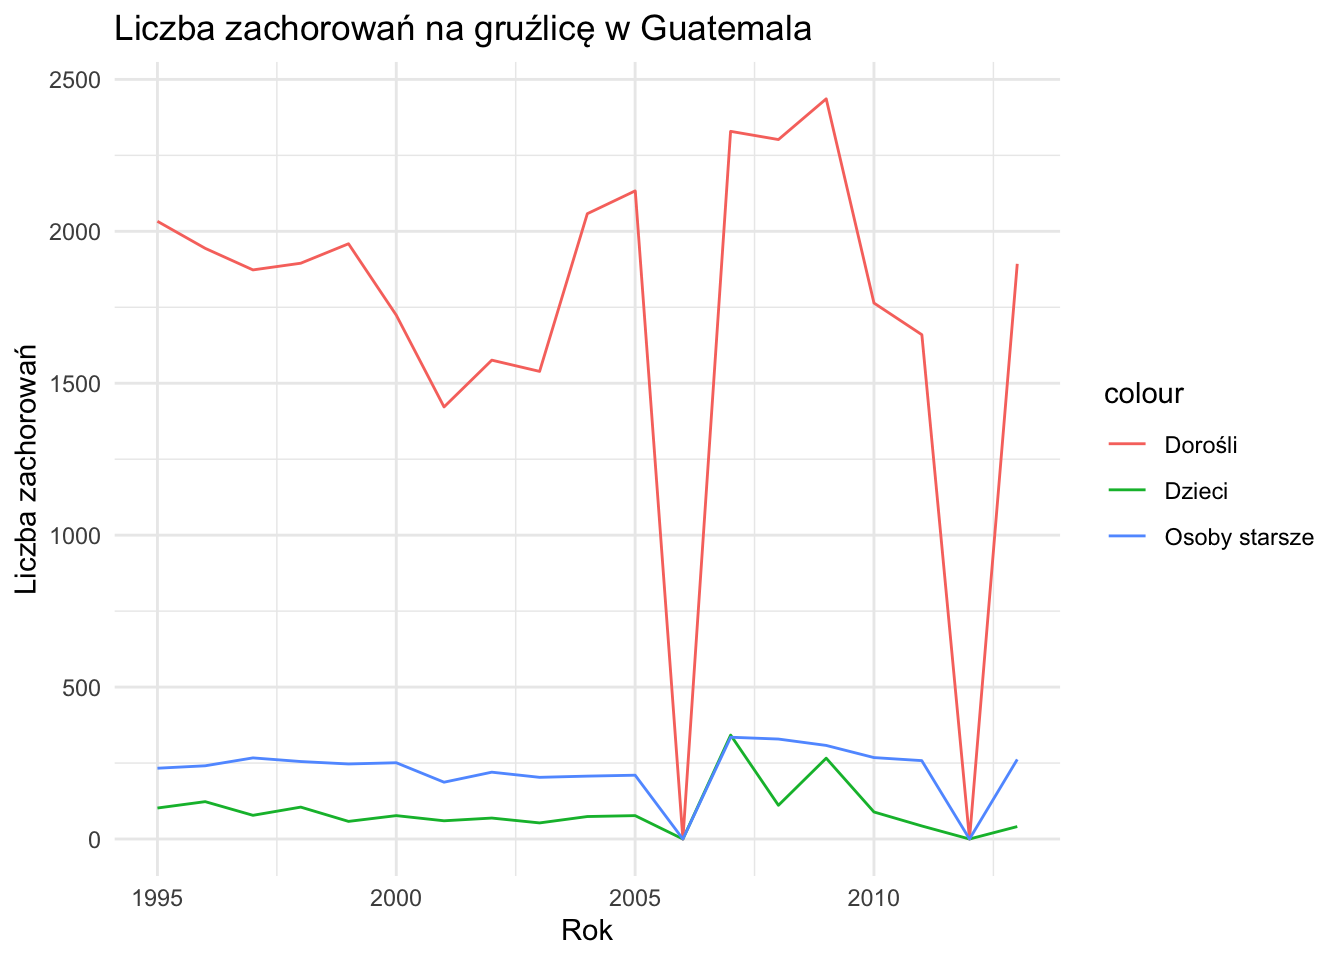 Liczba zachorowań na gruźlicę w Guatemala
2500
2000
1500
1000
500
0
Liczba zachorowań
1995 2000 2005 2010
Rok
colour
Dorośli
Dzieci
Osoby starsze